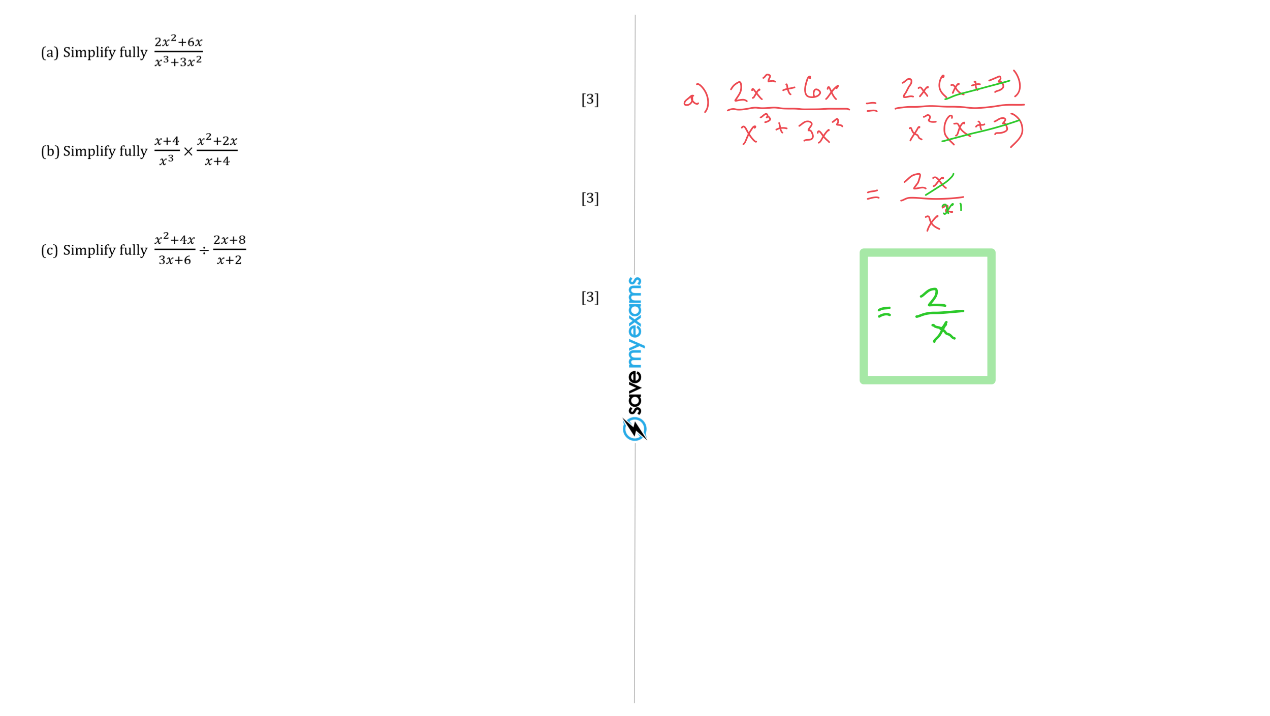 (a) Simplify fully (2x²+6x)/(x³+3x²)
[3]
(b) Simplify fully (x+4)/x³ × (x²+2x)/(x+4)
[3]
(c) Simplify fully (x²+4x)/(3x+6) ÷ (2x+8)/(x+2)
[3]
save my exams
a) (2x² + 6x)/(x³ + 3x²) = (2x(x + 3))/(x²(x + 3))
= 2x/x² 1
= 2/x